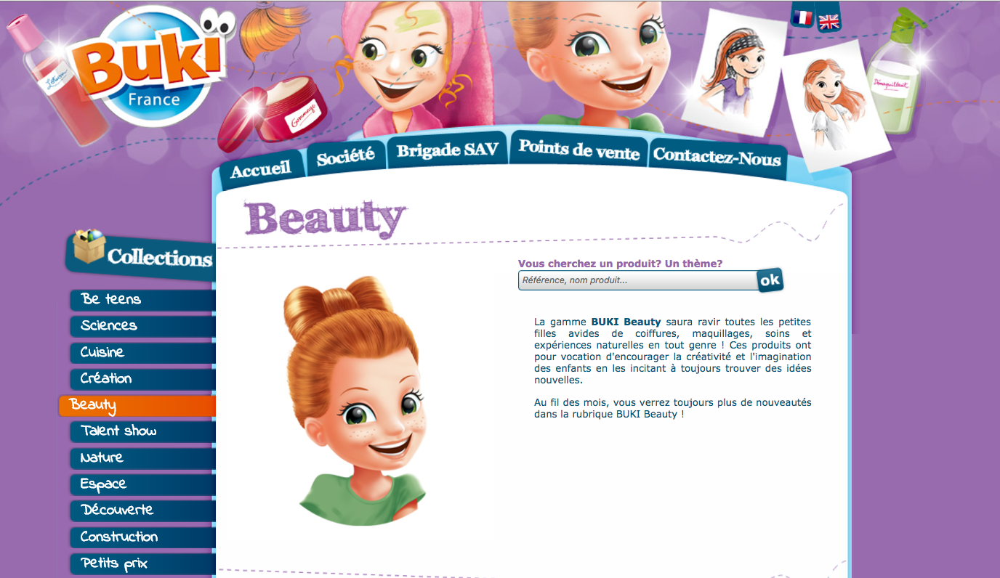 Buki
France
Lotion
Gommage
Démaquillant
Accueil
Société
Brigade SAV
Points de vente
Contactez-Nous
Beauty
Collections
Be teens
Sciences
Cuisine
Création
Beauty
Talent show
Nature
Espace
Découverte
Construction
Petits prix
Vous cherchez un produit? Un thème?
Référence, nom produit...
ok
La gamme BUKI Beauty saura ravir toutes les petites
filles avides de coiffures, maquillages, soins et
expériences naturelles en tout genre ! Ces produits ont
pour vocation d'encourager la créativité et l'imagination
des enfants en les incitant à toujours trouver des idées
nouvelles.
Au fil des mois, vous verrez toujours plus de nouveautés
dans la rubrique BUKI Beauty !